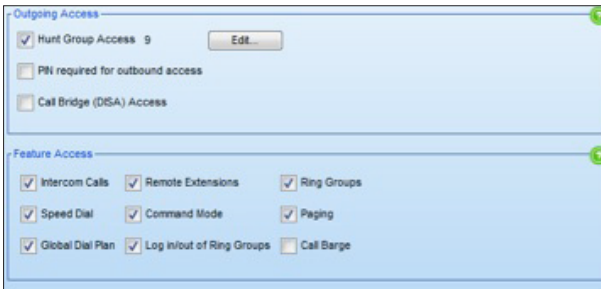 Outgoing Access
Hunt Group Access 9 Edit...
PIN required for outbound access
Call Bridge (DISA) Access
Feature Access
Intercom Calls Remote Extensions Ring Groups
Speed Dial Command Mode Paging
Global Dial Plan Log in/out of Ring Groups Call Barge